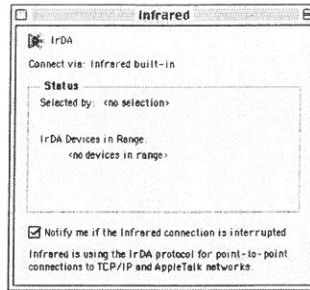 Infrared
IrDA
Connect via: Infrared built-in
Status
Selected by: <no selection>
IrDA Devices in Range:
<no devices in range>
Notify me if the Infrared connection is interrupted
Infrared is using the IrDA protocol for point-to-point
connections to TCP/IP and AppleTalk networks.